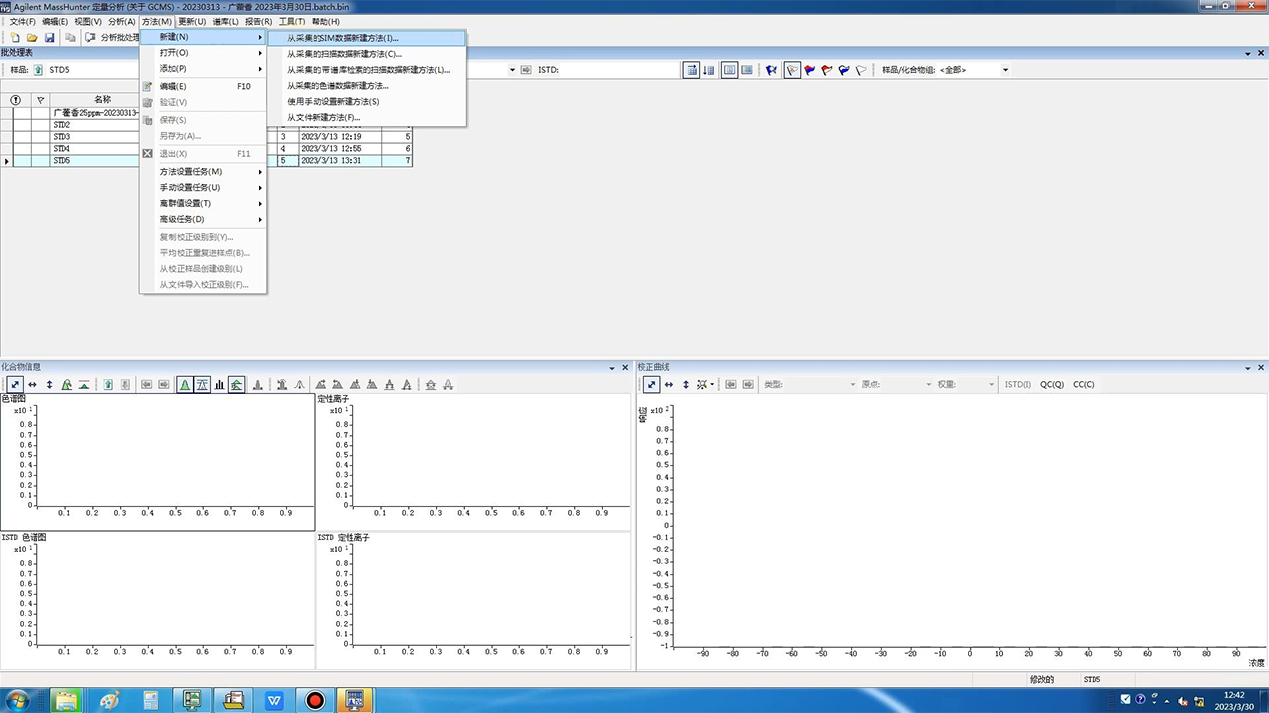 Agilent MassHunter 定量分析 (关于 GCMS) - 20230313 - 广藿香 2023年3月30日.batch.bin
文件(F) 编辑(E) 视图(V) 分析(A) 方法(M) 更新(U) 谱库(L) 报告(R) 工具(T) 帮助(H)
分析批处理
新建(N)
从采集的SIM数据新建方法(I)...
批处理表
打开(O)
从采集的扫描数据新建方法(C)...
样品: STD5
添加(P)
从采集的带谱库检索的扫描数据新建方法(L)...
ISTD:
样品/化合物组: <全部>
编辑(E) F10
从采集的色谱数据新建方法...
名称
验证(V)
使用手动设置新建方法(S)
广藿香25ppm-20230313-
保存(S)
从文件新建方法(F)...
STD2
STD3
另存为(A)...
3 2023/3/13 12:19 5
STD4
4 2023/3/13 12:55 6
STD5
退出(X) F11
5 2023/3/13 13:31 7
方法设置任务(M)
手动设置任务(U)
离群值设置(T)
高级任务(D)
复制校正级别到(Y)...
平均校正重复进样点(B)...
从校正样品创建级别(L)
从文件导入校正级别(F)...
化合物信息
校正曲线
类型: 原点: 权重: ISTD(I) QC(Q) CC(C)
色谱图
x10 1
0.8
0.7
0.6
0.5
0.4
0.3
0.2
0.1
0
0.1 0.2 0.3 0.4 0.5 0.6 0.7 0.8 0.9
定性离子
x10 1
0.8
0.7
0.6
0.5
0.4
0.3
0.2
0.1
0
0.1 0.2 0.3 0.4 0.5 0.6 0.7 0.8 0.9
ISTD 色谱图
x10 1
0.8
0.7
0.6
0.5
0.4
0.3
0.2
0.1
0
0.1 0.2 0.3 0.4 0.5 0.6 0.7 0.8 0.9
ISTD 定性离子
x10 1
0.8
0.7
0.6
0.5
0.4
0.3
0.2
0.1
0
0.1 0.2 0.3 0.4 0.5 0.6 0.7 0.8 0.9
响应
x10 2
0.8
0.7
0.6
0.5
0.4
0.3
0.2
0.1
0
-0.1
-0.2
-0.3
-0.4
-0.5
-0.6
-0.7
-0.8
-0.9
-1
-90 -80 -70 -60 -50 -40 -30 -20 -10 0 10 20 30 40 50 60 70 80 90
浓度
修改的 STD5
12:42
2023/3/30